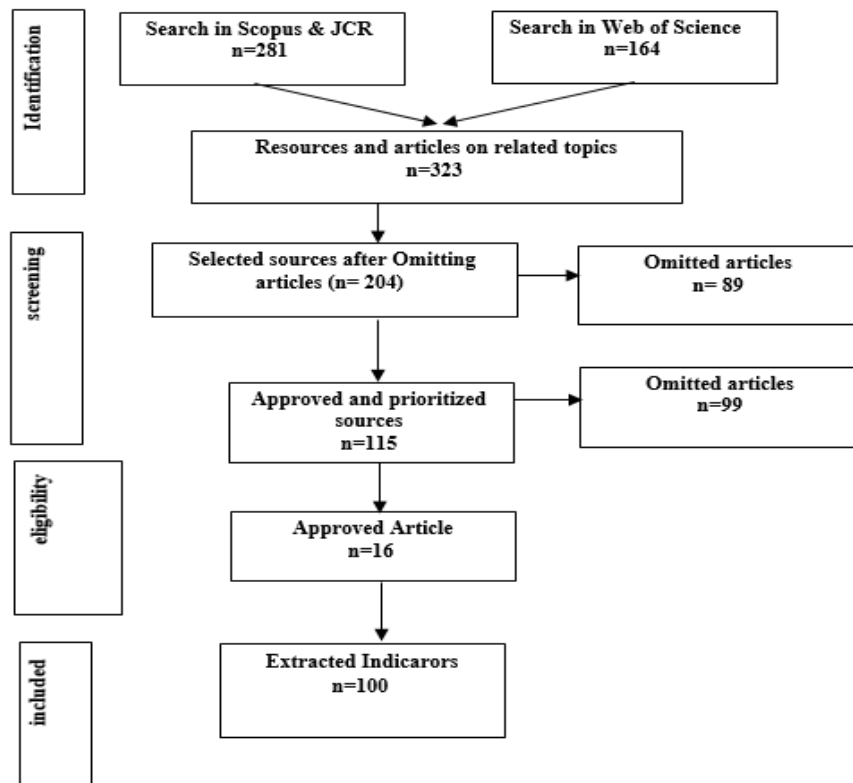 Identification
Search in Scopus & JCR
n=281
Search in Web of Science
n=164
Resources and articles on related topics
n=323
screening
Selected sources after Omitting
articles (n= 204)
Omitted articles
n= 89
Approved and prioritized
sources
n=115
Omitted articles
n=99
eligibility
Approved Article
n=16
included
Extracted Indicarors
n=100